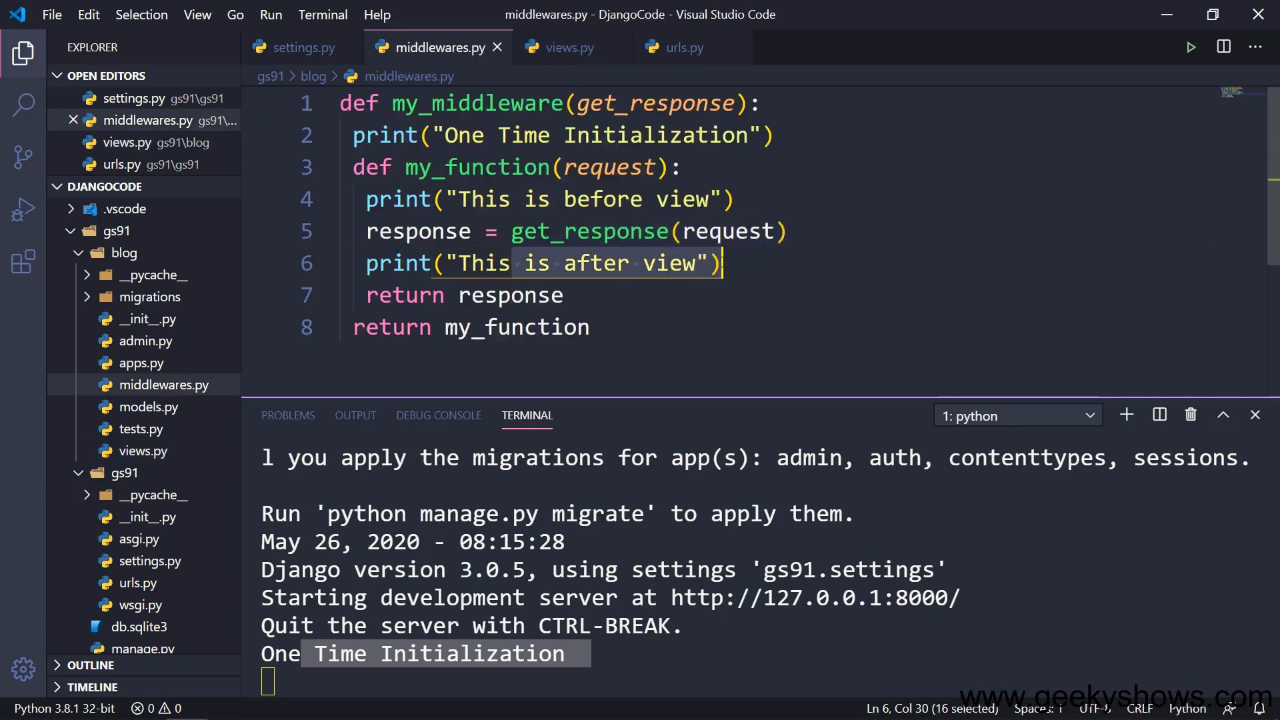 File Edit Selection View Go Run Terminal Help middlewares.py - DjangoCode - Visual Studio Code
EXPLORER
OPEN EDITORS
settings.py gs91\gs91
middlewares.py gs91\...
views.py gs91\blog
urls.py gs91\gs91
DJANGOCODE
.vscode
gs91
blog
__pycache__
migrations
__init__.py
admin.py
apps.py
middlewares.py
models.py
tests.py
views.py
gs91
__pycache__
__init__.py
asgi.py
settings.py
urls.py
wsgi.py
db.sqlite3
manage.py
OUTLINE
TIMELINE
settings.py middlewares.py views.py urls.py
gs91 blog middlewares.py
1 def my_middleware(get_response):
2 print("One Time Initialization")
3 def my_function(request):
4 print("This is before view")
5 response = get_response(request)
6 print("This is after view")
7 return response
8 return my_function
PROBLEMS OUTPUT DEBUG CONSOLE TERMINAL 1: python
l you apply the migrations for app(s): admin, auth, contenttypes, sessions.
Run 'python manage.py migrate' to apply them.
May 26, 2020 - 08:15:28
Django version 3.0.5, using settings 'gs91.settings'
Starting development server at http://127.0.0.1:8000/
Quit the server with CTRL-BREAK.
One Time Initialization
www.geekyshows.com
Python 3.8.1 32-bit 0 0 Ln 6, Col 30 (16 selected) Spaces: 1 UTF-8 CRLF Python